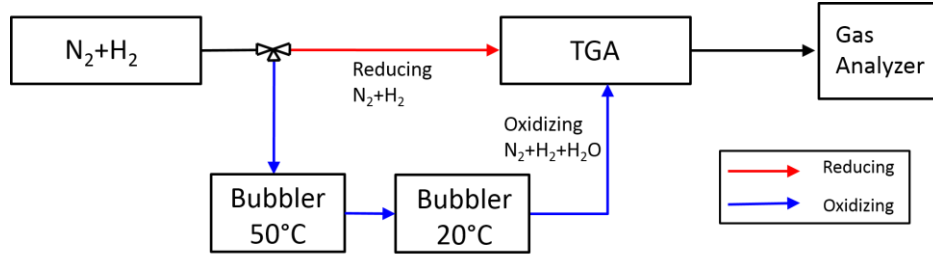 N₂+H₂
TGA
Gas
Analyzer
Reducing
N₂+H₂
Oxidizing
N₂+H₂+H₂O
Bubbler
50°C
Bubbler
20°C
Reducing
Oxidizing